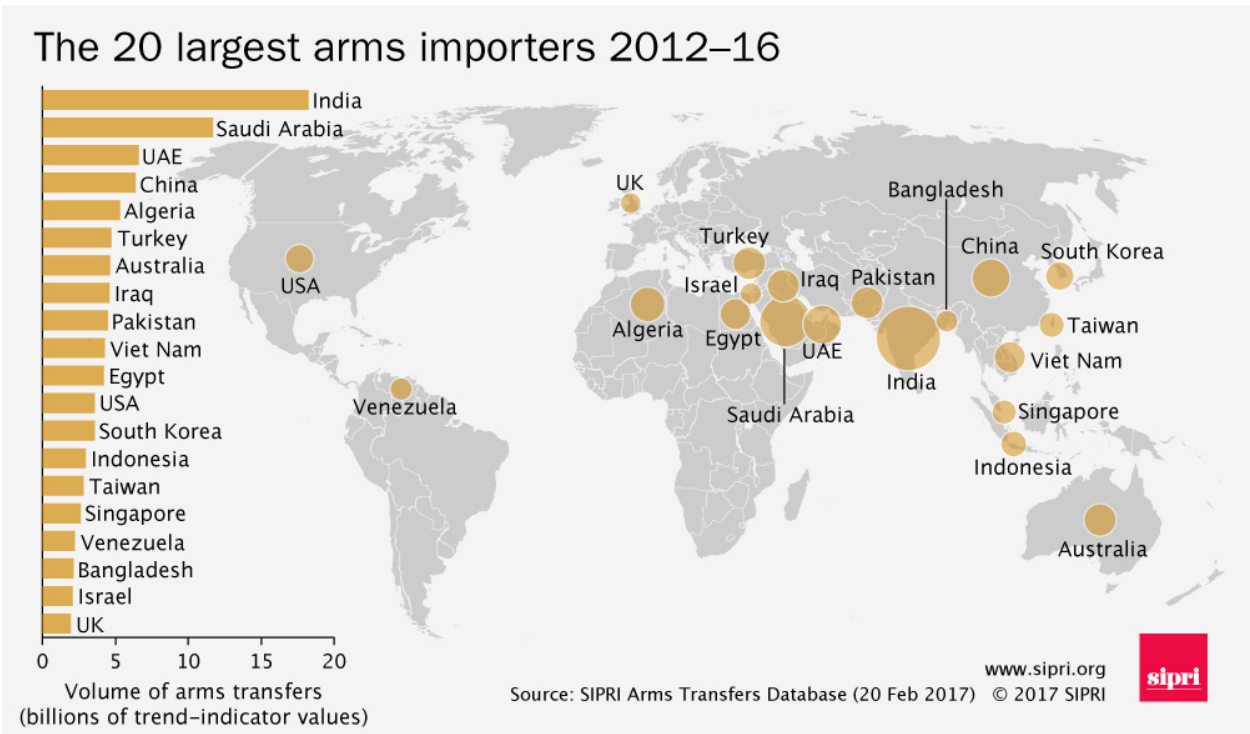 The 20 largest arms importers 2012–16
India
Saudi Arabia
UAE
China
Algeria
Turkey
Australia
Iraq
Pakistan
Viet Nam
Egypt
USA
South Korea
Indonesia
Taiwan
Singapore
Venezuela
Bangladesh
Israel
UK
0 5 10 15 20
Volume of arms transfers
(billions of trend–indicator values)
UK
Bangladesh
Turkey
China
South Korea
USA
Israel
Iraq
Pakistan
Algeria
Egypt
UAE
Taiwan
Viet Nam
India
Venezuela
Saudi Arabia
Singapore
Indonesia
Australia
www.sipri.org
Source: SIPRI Arms Transfers Database (20 Feb 2017) © 2017 SIPRI
sipri